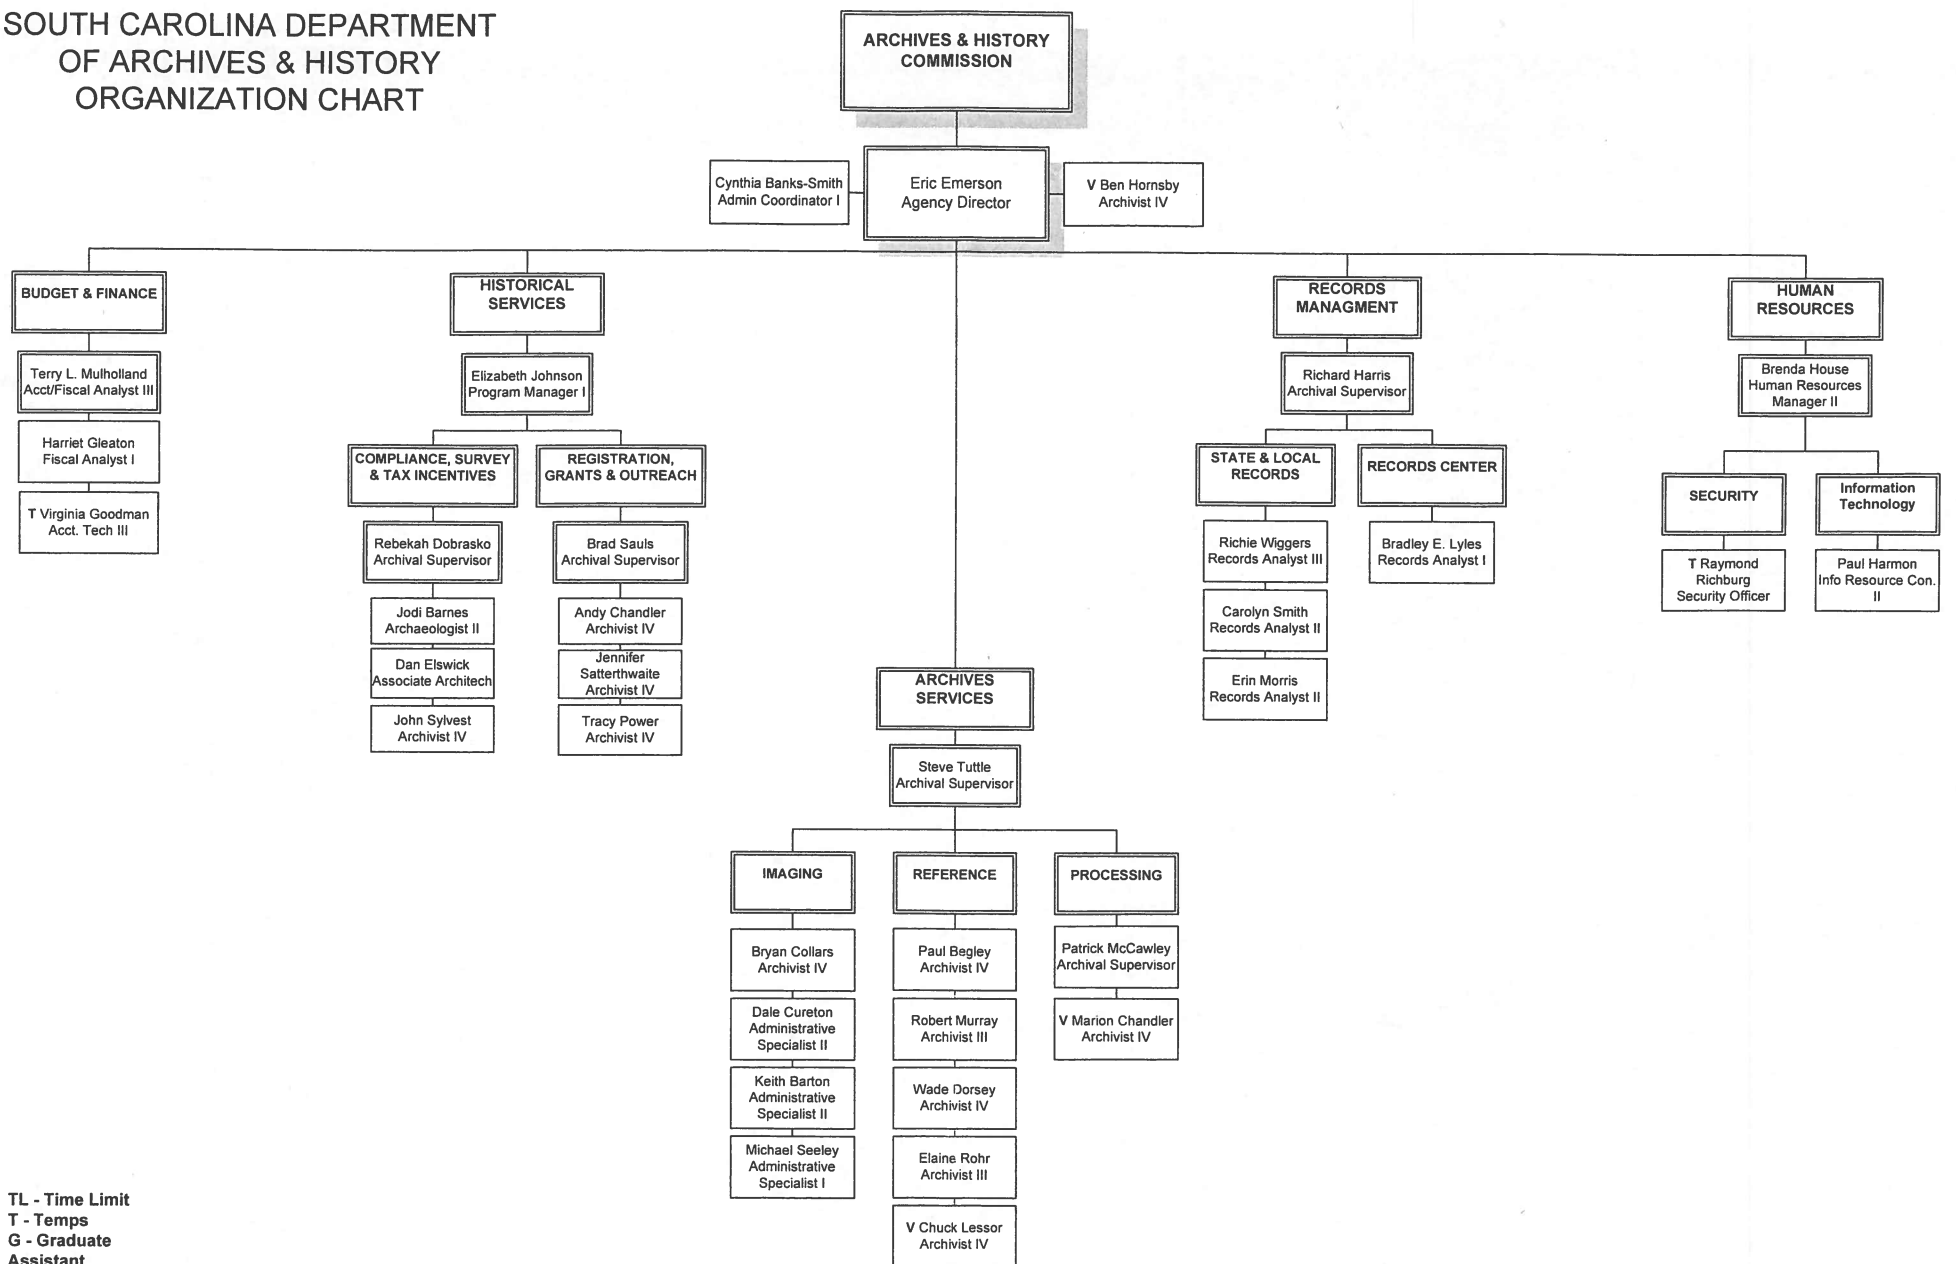 SOUTH CAROLINA DEPARTMENT
OF ARCHIVES & HISTORY
ORGANIZATION CHART
ARCHIVES & HISTORY
COMMISSION
Cynthia Banks-Smith
Admin Coordinator I
Eric Emerson
Agency Director
V Ben Hornsby
Archivist IV
BUDGET & FINANCE
Terry L. Mulholland
Acct/Fiscal Analyst III
Harriet Gleaton
Fiscal Analyst I
T Virginia Goodman
Acct. Tech III
HISTORICAL
SERVICES
Elizabeth Johnson
Program Manager I
COMPLIANCE, SURVEY
& TAX INCENTIVES
Rebekah Dobrasko
Archival Supervisor
Jodi Barnes
Archaeologist II
Dan Elswick
Associate Architech
John Sylvest
Archivist IV
REGISTRATION,
GRANTS & OUTREACH
Brad Sauls
Archival Supervisor
Andy Chandler
Archivist IV
Jennifer
Satterthwaite
Archivist IV
Tracy Power
Archivist IV
ARCHIVES
SERVICES
Steve Tuttle
Archival Supervisor
IMAGING
Bryan Collars
Archivist IV
Dale Cureton
Administrative
Specialist II
Keith Barton
Administrative
Specialist II
Michael Seeley
Administrative
Specialist I
REFERENCE
Paul Begley
Archivist IV
Robert Murray
Archivist III
Wade Dorsey
Archivist IV
Elaine Rohr
Archivist III
V Chuck Lessor
Archivist IV
PROCESSING
Patrick McCawley
Archival Supervisor
V Marion Chandler
Archivist IV
RECORDS
MANAGMENT
Richard Harris
Archival Supervisor
STATE & LOCAL
RECORDS
Richie Wiggers
Records Analyst III
Carolyn Smith
Records Analyst II
Erin Morris
Records Analyst II
RECORDS CENTER
Bradley E. Lyles
Records Analyst I
HUMAN
RESOURCES
Brenda House
Human Resources
Manager II
SECURITY
T Raymond
Richburg
Security Officer
Information
Technology
Paul Harmon
Info Resource Con.
II
TL - Time Limit
T - Temps
G - Graduate
Assistant